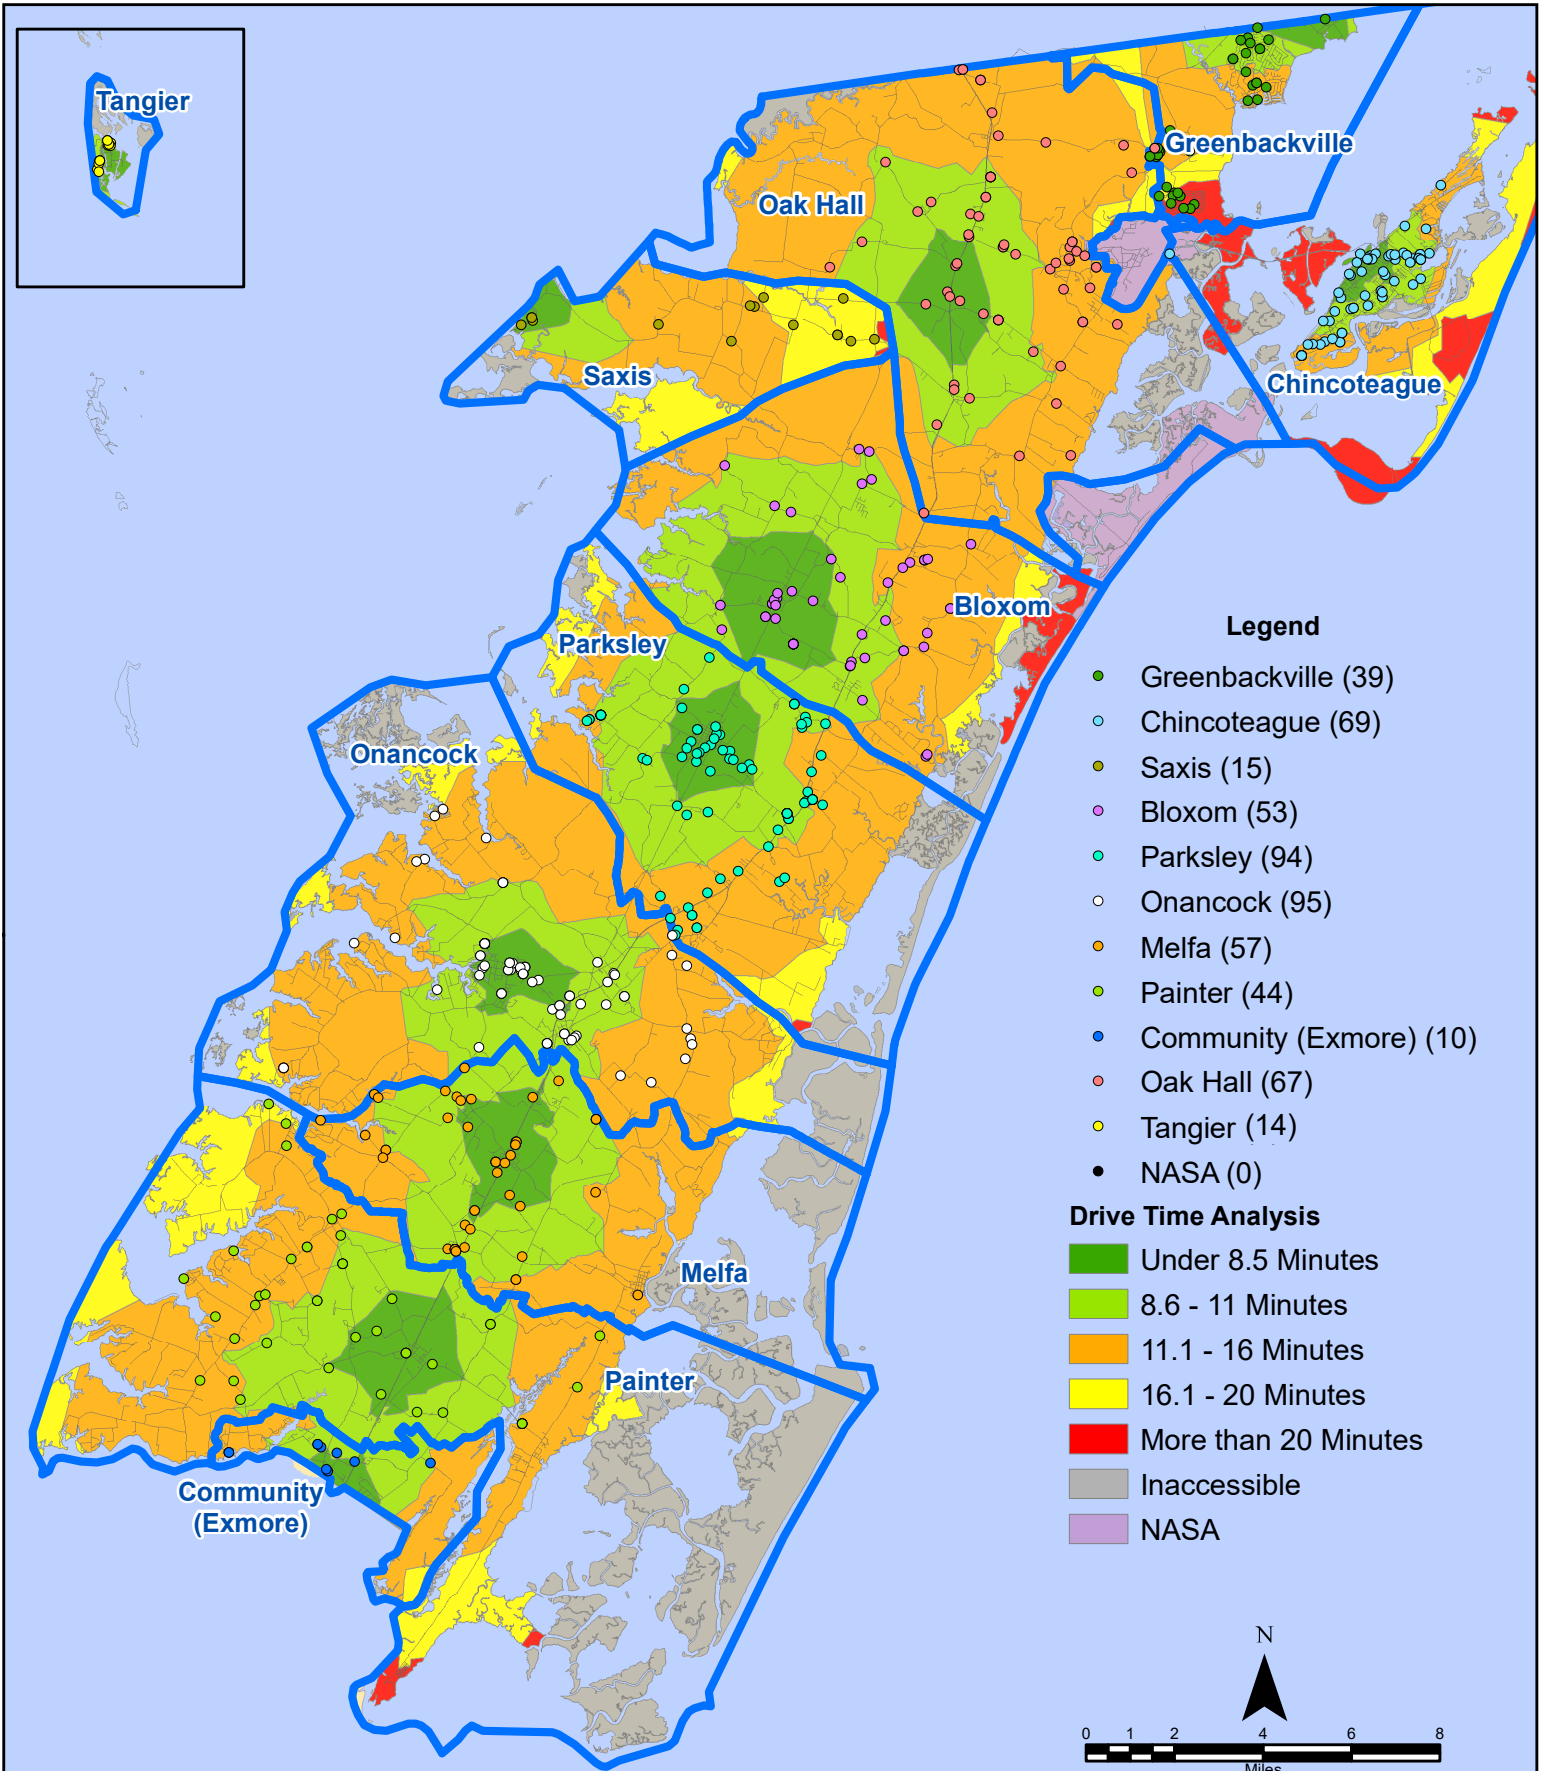 Tangier
Greenbackville
Oak Hall
Saxis
Chincoteague
Bloxom
Parksley
Onancock
Melfa
Painter
Community
(Exmore)
Legend
Greenbackville (39)
Chincoteague (69)
Saxis (15)
Bloxom (53)
Parksley (94)
Onancock (95)
Melfa (57)
Painter (44)
Community (Exmore) (10)
Oak Hall (67)
Tangier (14)
NASA (0)
Drive Time Analysis
Under 8.5 Minutes
8.6 - 11 Minutes
11.1 - 16 Minutes
16.1 - 20 Minutes
More than 20 Minutes
Inaccessible
NASA
N
0 1 2 4 6 8
Miles